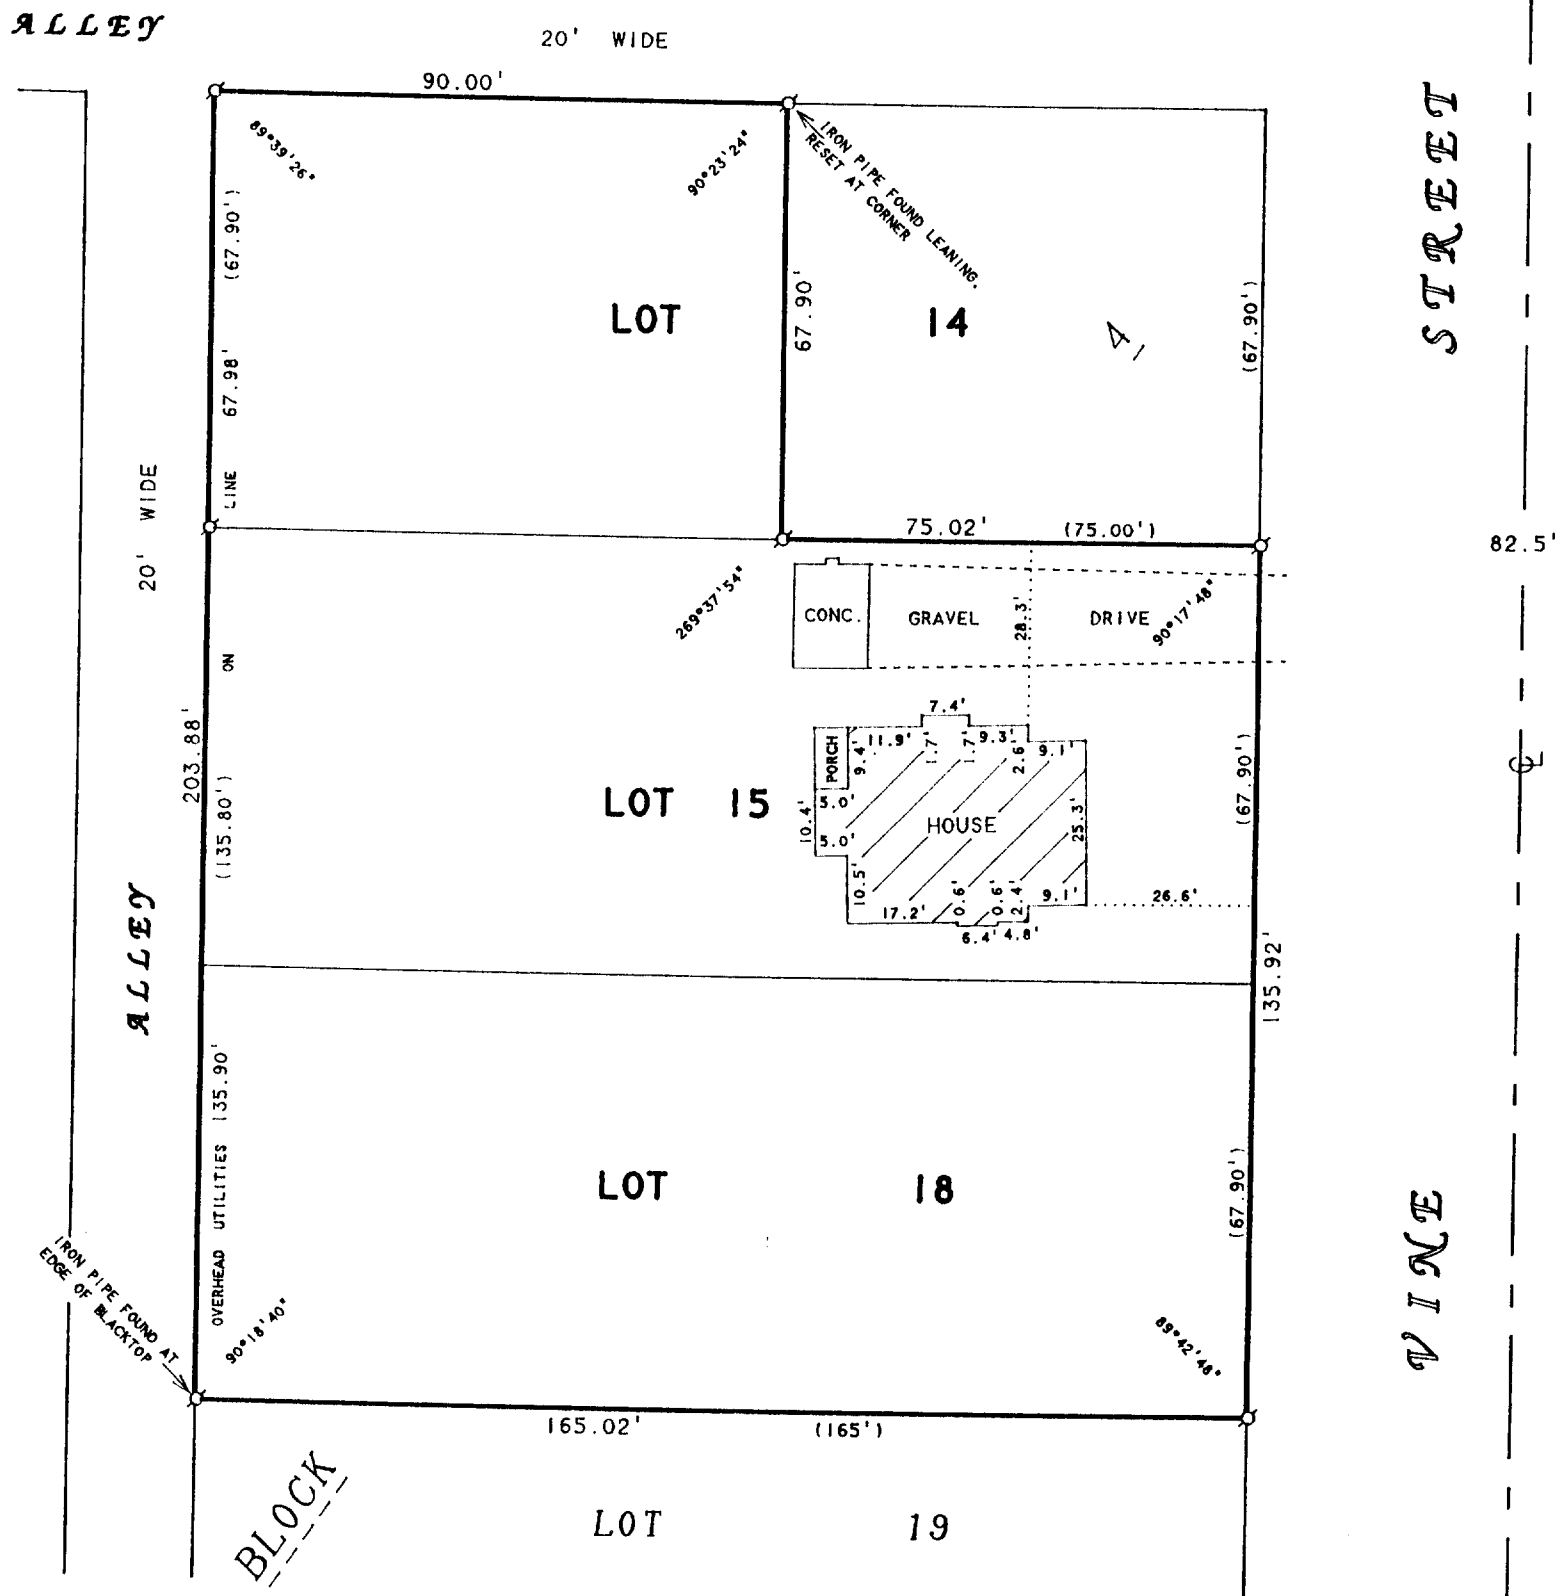 ALLEY
20' WIDE
90.00'
89°39'26"
90°23'24"
IRON PIPE FOUND LEANING.
RESET AT CORNER
(67.90')
67.98'
LINE
ON
67.90'
(67.90')
LOT 14
4
STREET
20' WIDE
75.02' (75.00')
82.5'
269°37'54"
CONC.
GRAVEL
28.3'
DRIVE
90°17'48"
203.88'
(135.80')
7.4'
PORCH
9.4'
11.9'
1.7'
1.7'
9.3'
2.6'
9.1'
LOT 15
10.4'
5.0'
5.0'
HOUSE
25.3'
(67.90')
10.5'
17.2'
0.6'
0.6'
2.4'
9.1'
26.6'
6.4'
4.8'
ALLEY
135.92'
135.90'
OVERHEAD UTILITIES
LOT 18
(67.90')
VINE
IRON PIPE FOUND AT
EDGE OF BLACKTOP
90°18'40"
89°42'48"
165.02' (165')
BLOCK
LOT 19